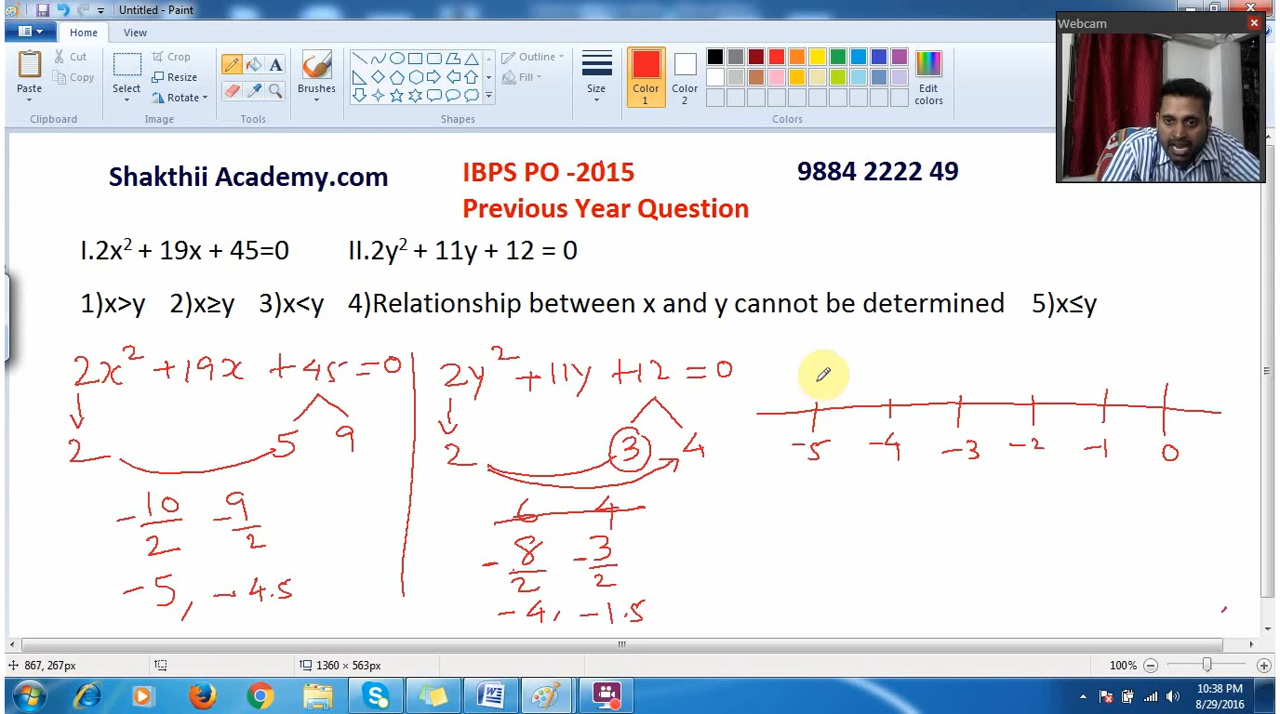 Untitled - Paint
Webcam
Home View
Paste
Cut
Copy
Clipboard
Select
Crop
Resize
Rotate
Image
Tools
Brushes
Shapes
Outline
Fill
Size
Color 1
Color 2
Edit colors
Colors
Shakthii Academy.com
IBPS PO -2015
9884 2222 49
Previous Year Question
I.2x² + 19x + 45=0 II.2y² + 11y + 12 = 0
1)x>y 2)x≥y 3)x<y 4)Relationship between x and y cannot be determined 5)x≤y
2x² +19x +45=0
2 5 9
-10/2 -9/2
-5, -4.5
2y² +11y +12 =0
2 3 4
6 4
-8/2 -3/2
-4, -1.5
-5 -4 -3 -2 -1 0
867, 267px
1360 × 563px
100%
10:38 PM
8/29/2016